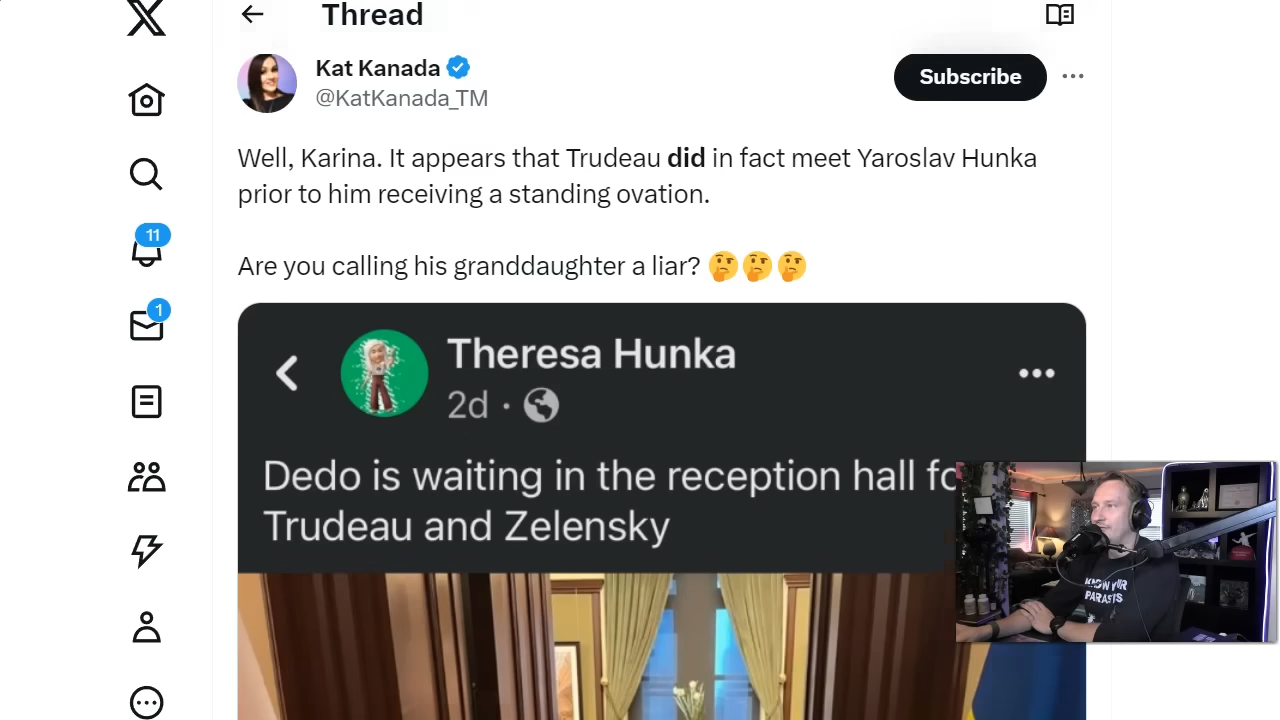 Thread
Kat Kanada
@KatKanada_TM
Subscribe
Well, Karina. It appears that Trudeau did in fact meet Yaroslav Hunka
prior to him receiving a standing ovation.
Are you calling his granddaughter a liar? 🤔🤔🤔
11
1
Theresa Hunka
2d ·
Dedo is waiting in the reception hall fo
Trudeau and Zelensky